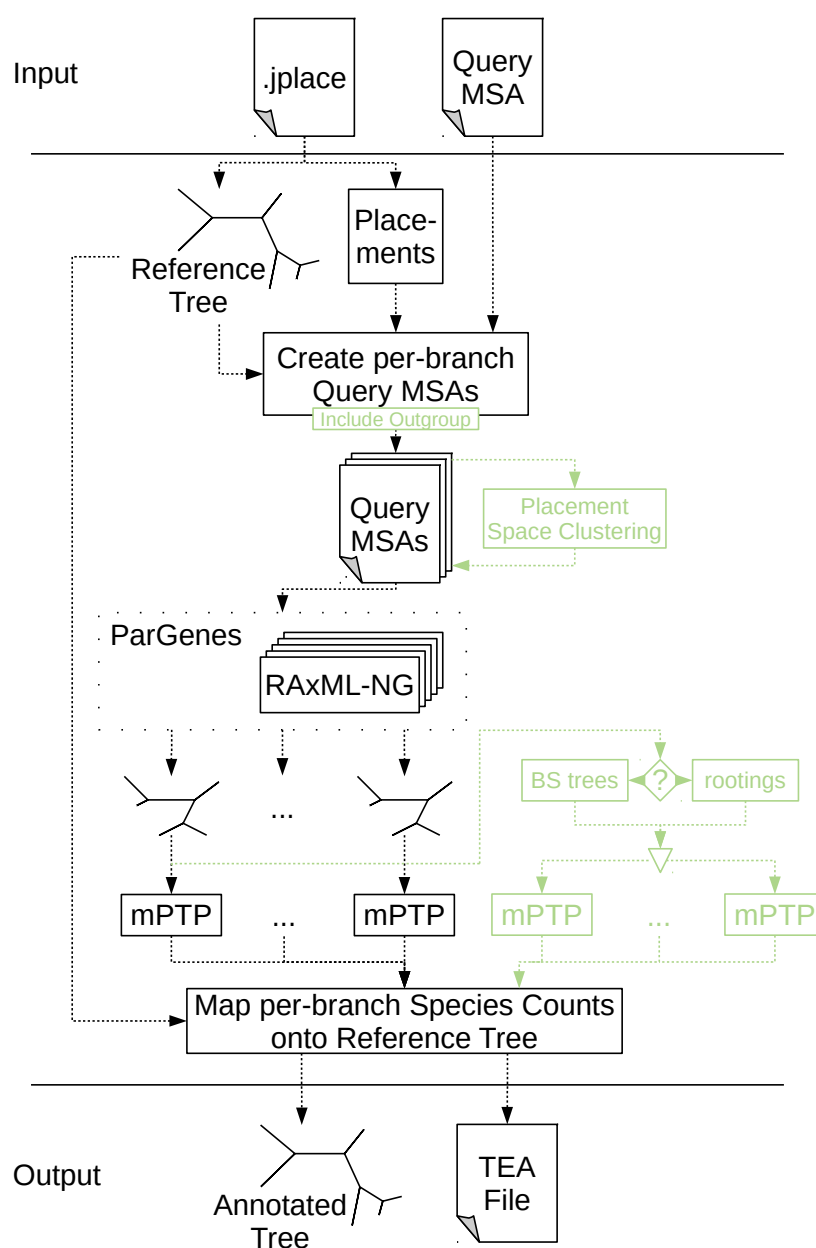 Input
.jplace
Query
MSA
Place-
ments
Reference
Tree
Create per-branch
Query MSAs
Include Outgroup
Query
MSAs
Placement
Space Clustering
ParGenes
RAxML-NG
...
BS trees
?
rootings
mPTP
...
mPTP
mPTP
...
mPTP
Map per-branch Species Counts
onto Reference Tree
Output
Annotated
Tree
TEA
File